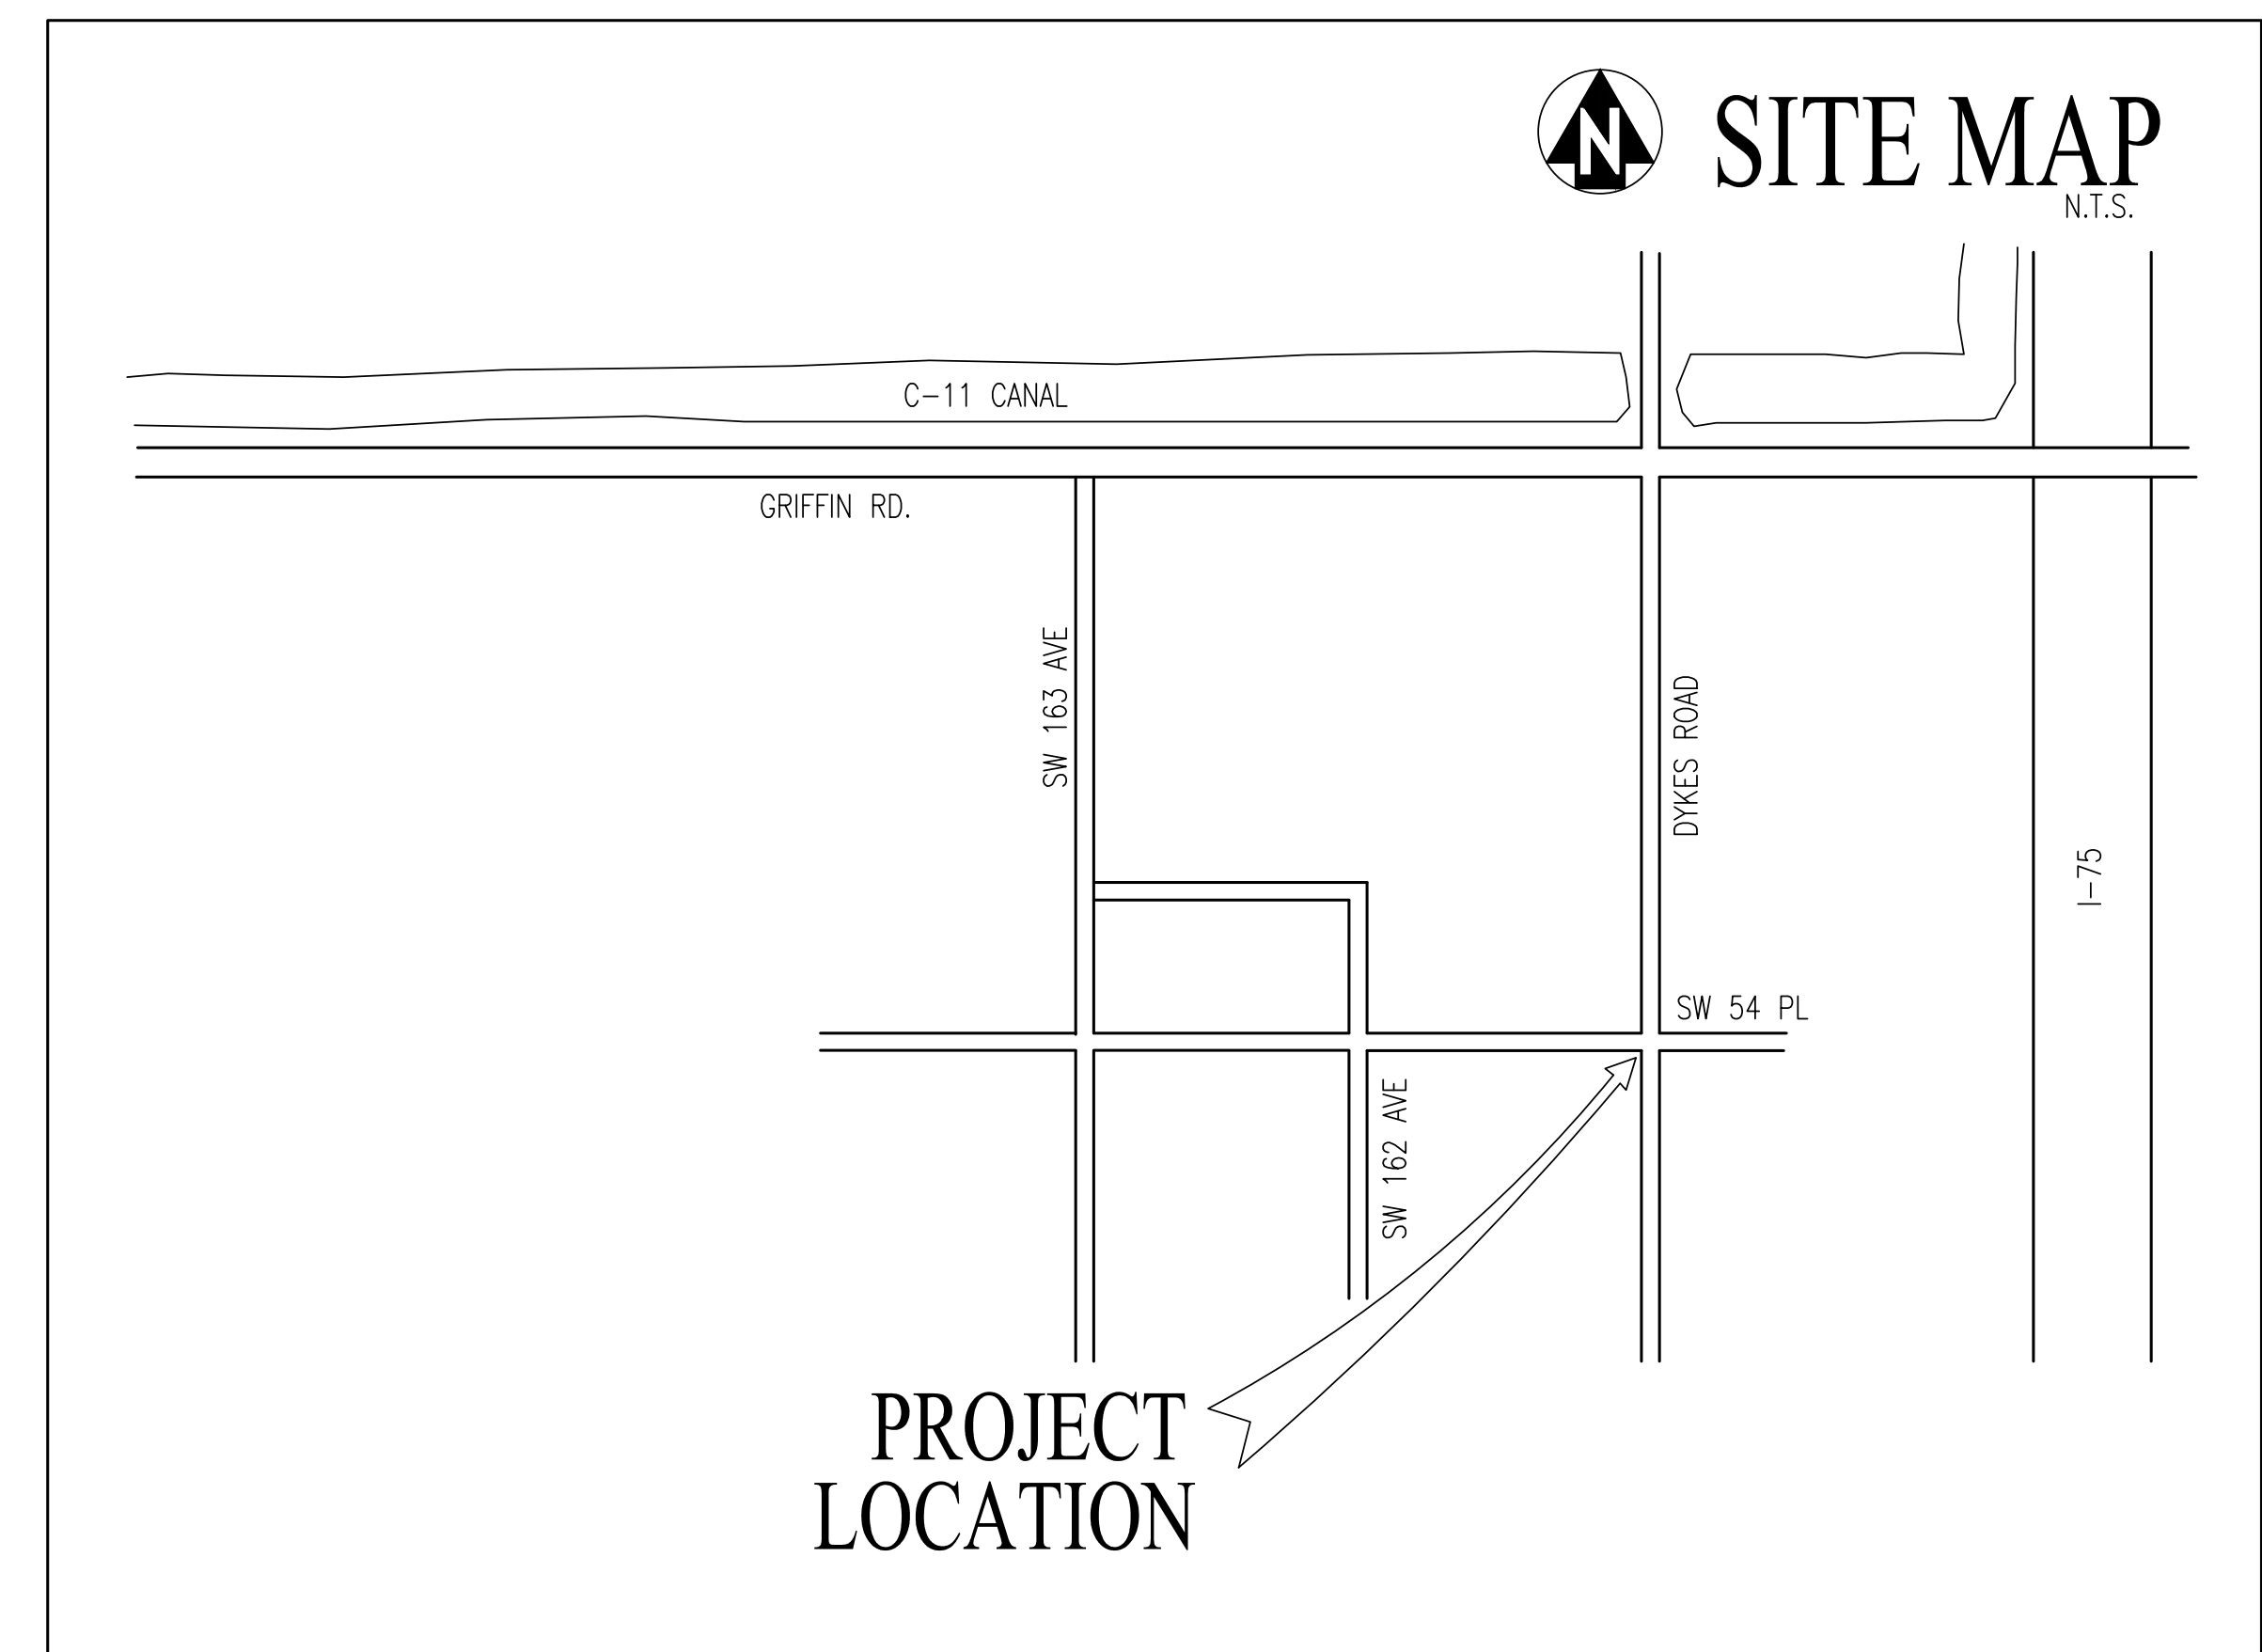 N
SITE MAP
N.T.S.
C-11 CANAL
GRIFFIN RD.
SW 163 AVE
DYKES ROAD
I-75
SW 54 PL
SW 162 AVE
PROJECT
LOCATION